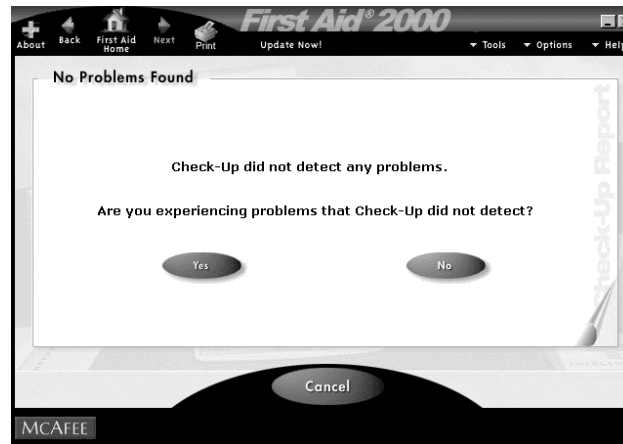 First Aid® 2000
About
Back
First Aid
Home
Next
Print
Update Now!
Tools
Options
Help
No Problems Found
Check-Up Report
Check-Up did not detect any problems.
Are you experiencing problems that Check-Up did not detect?
Yes
No
Cancel
MCAFEE